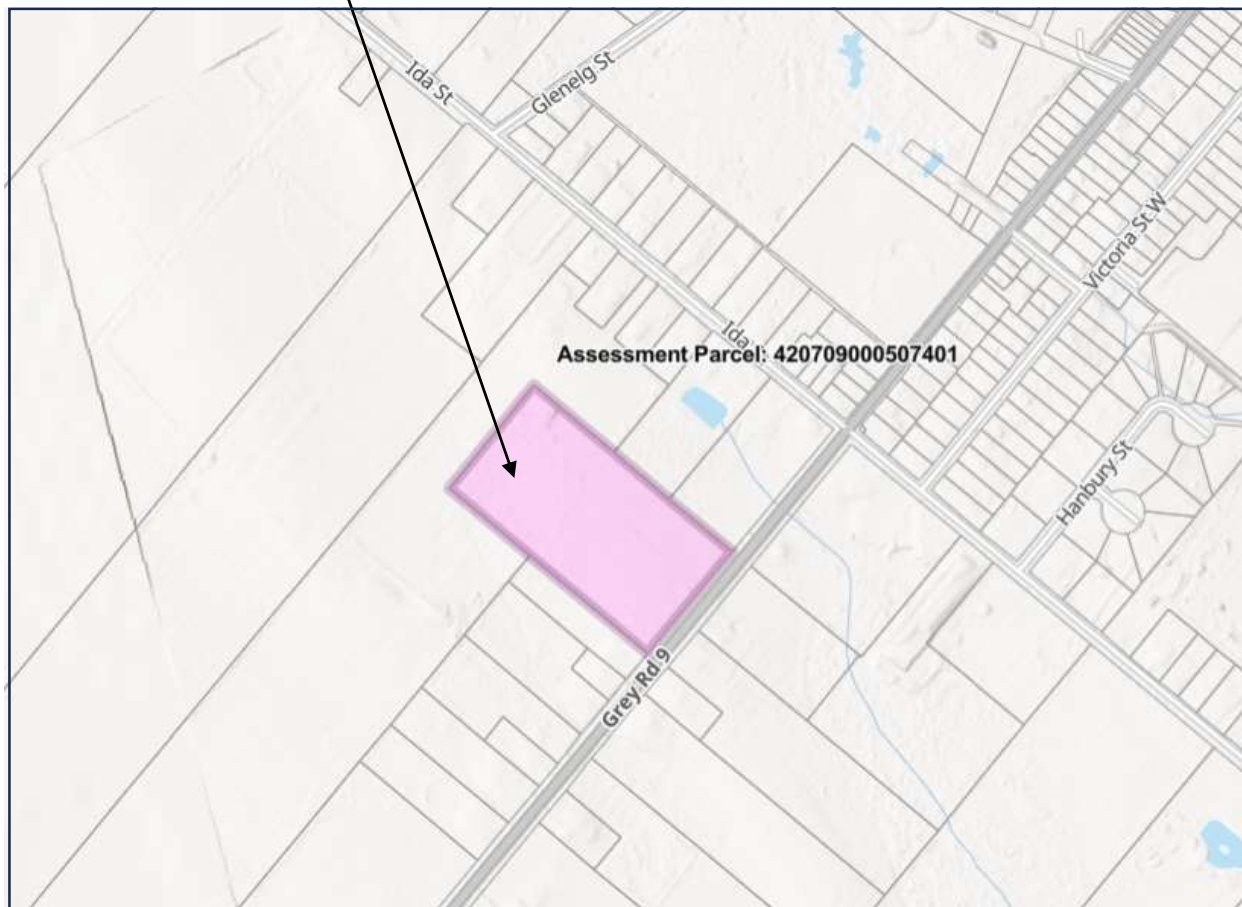 Ida St
Glenelg St
Victoria St W
Ida
Assessment Parcel: 420709000507401
Hanbury St
Grey Rd 9